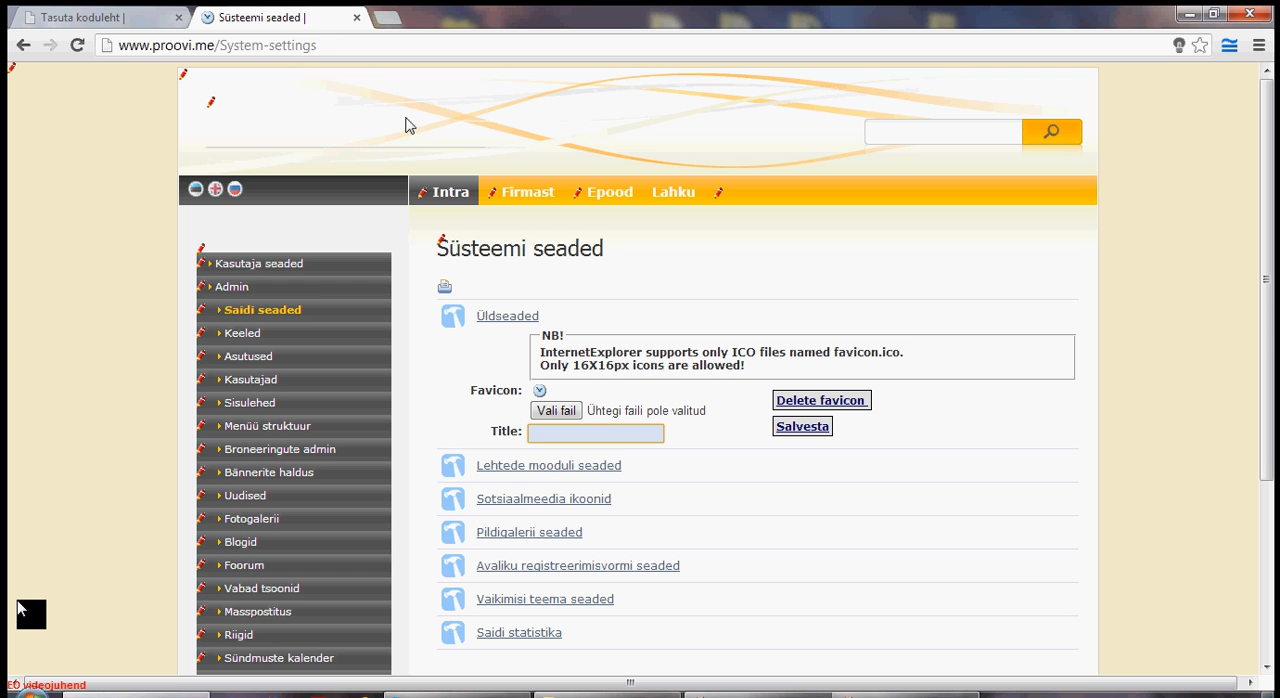 Tasuta koduleht |
Süsteemi seaded |
www.proovi.me/System-settings
Intra
Firmast
Epood
Lahku
Süsteemi seaded
Kasutaja seaded
Admin
Saidi seaded
Keeled
Asutused
Kasutajad
Sisulehed
Menüü struktuur
Broneeringute admin
Bännerite haldus
Uudised
Fotogalerii
Blogid
Foorum
Vabad tsoonid
Masspostitus
Riigid
Sündmuste kalender
Üldseaded
NB!
InternetExplorer supports only ICO files named favicon.ico.
Only 16X16px icons are allowed!
Favicon:
Vali fail Ühtegi faili pole valitud
Delete favicon
Title:
Salvesta
Lehtede mooduli seaded
Sotsiaalmeedia ikoonid
Pildigalerii seaded
Avaliku registreerimisvormi seaded
Vaikimisi teema seaded
Saidi statistika
videojuhend